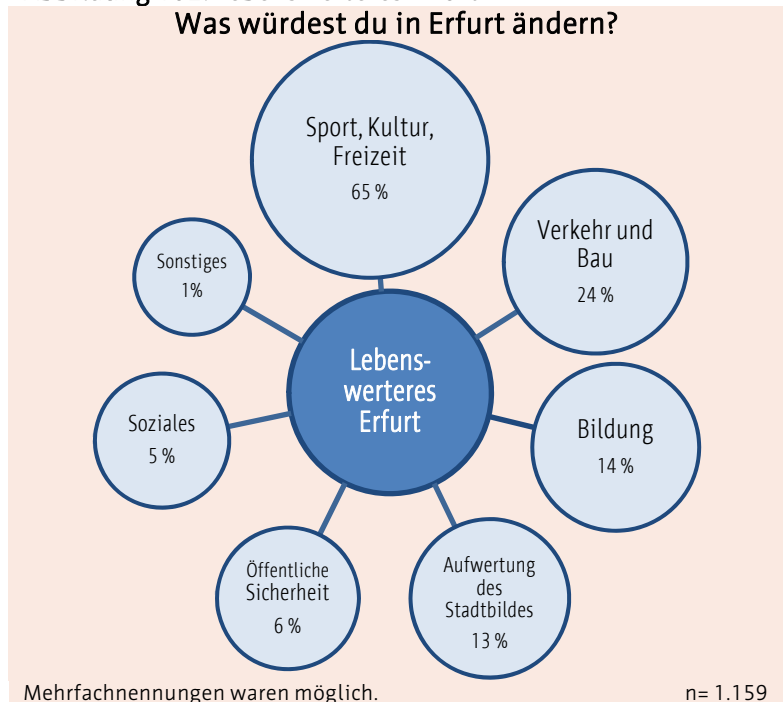 Was würdest du in Erfurt ändern?
Sport, Kultur,
Freizeit
65 %
Verkehr und
Bau
24 %
Bildung
14 %
Aufwertung
des
Stadtbildes
13 %
Öffentliche
Sicherheit
6 %
Soziales
5 %
Sonstiges
1%
Lebens-
werteres
Erfurt
Mehrfachnennungen waren möglich.
n= 1.159